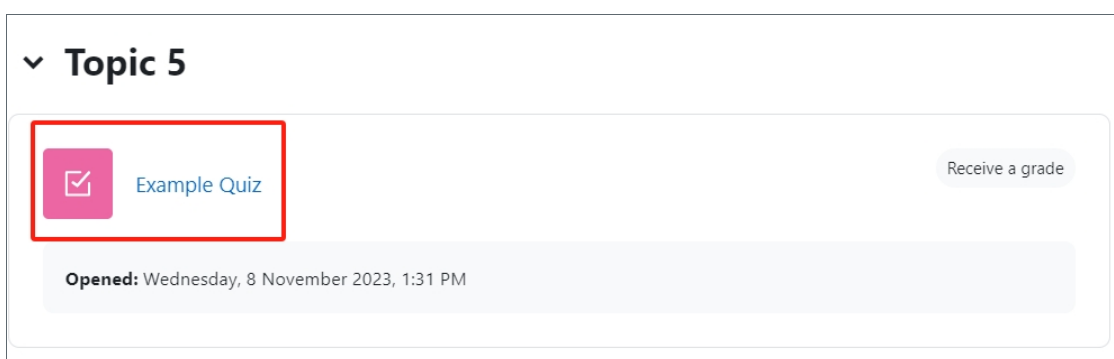 Topic 5
Example Quiz
Receive a grade
Opened: Wednesday, 8 November 2023, 1:31 PM